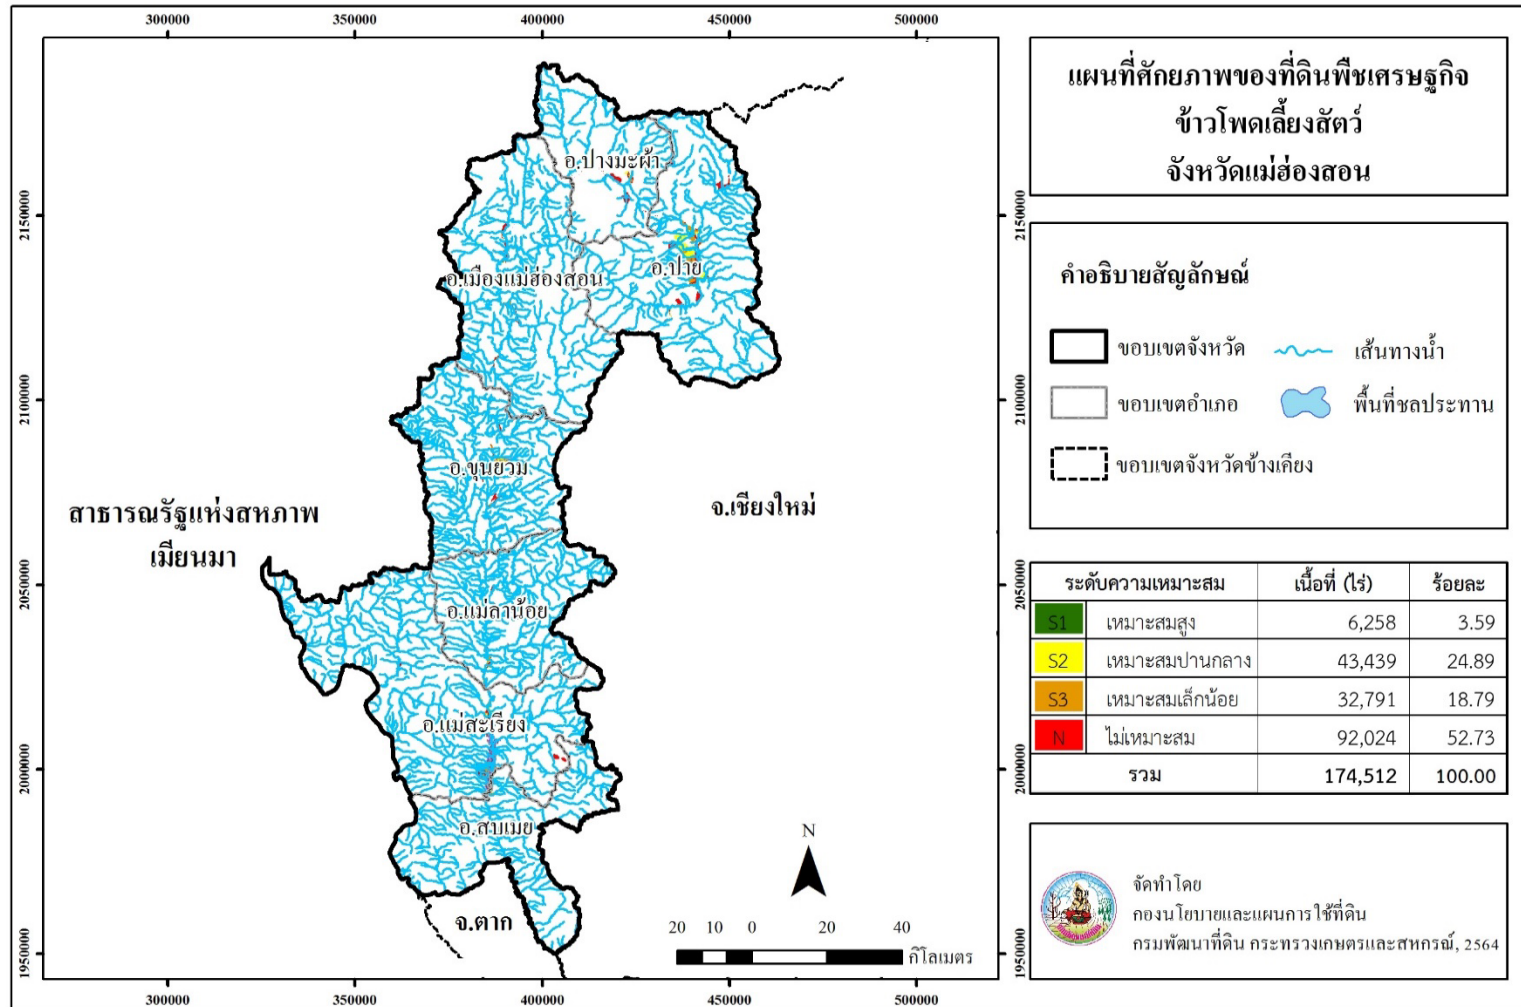 300000 350000 400000 450000 500000
แผนที่ศักยภาพของที่ดินพืชเศรษฐกิจ
ข้าวโพดเลี้ยงสัตว์
จังหวัดแม่ฮ่องสอน
2150000
2100000
2050000
2000000
1950000
อ.ปางมะผ้า
อ.ปาย
อ.เมืองแม่ฮ่องสอน
อ.ขุนยวม
สาธารณรัฐแห่งสหภาพ
เมียนมา
จ.เชียงใหม่
อ.แม่ลาน้อย
อ.แม่สะเรียง
อ.สบเมย
จ.ตาก
N
20 10 0 20 40
กิโลเมตร
2150000
2100000
2050000
2000000
1950000
300000 350000 400000 450000 500000
คำอธิบายสัญลักษณ์
ขอบเขตจังหวัด เส้นทางน้ำ
ขอบเขตอำเภอ พื้นที่ชลประทาน
ขอบเขตจังหวัดข้างเคียง
ระดับความเหมาะสม เนื้อที่ (ไร่) ร้อยละ
S1 เหมาะสมสูง 6,258 3.59
S2 เหมาะสมปานกลาง 43,439 24.89
S3 เหมาะสมเล็กน้อย 32,791 18.79
N ไม่เหมาะสม 92,024 52.73
รวม 174,512 100.00
จัดทำโดย
กองนโยบายและแผนการใช้ที่ดิน
กรมพัฒนาที่ดิน กระทรวงเกษตรและสหกรณ์, 2564